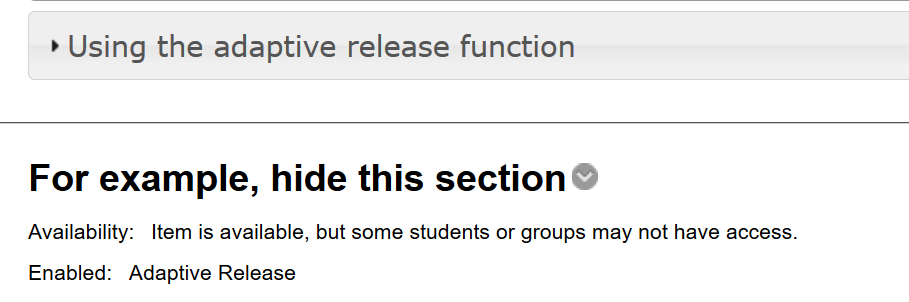 Using the adaptive release function
For example, hide this section
Availability: Item is available, but some students or groups may not have access.
Enabled: Adaptive Release